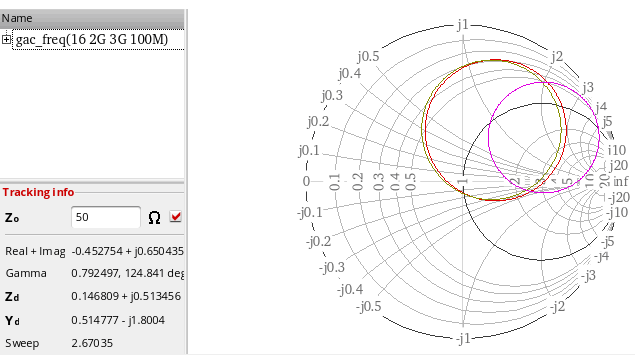 Name
gac_freq(16 2G 3G 100M)
Tracking info
Zo 50 Ω
Real + Imag -0.452754 + j0.650435
Gamma 0.792497, 124.841 deg
Zd 0.146809 + j0.513456
Yd 0.514777 - j1.8004
Sweep 2.67035
j1
j0.5
j2
j0.4
j3
j0.3
j4
j0.2
j5
j0.1
j10
j20
0 0.1 0.2 0.3 0.4 0.5 1 2 3 4 5 10 20 inf
-j20
-j0.1
-j10
-j0.2
-j5
-j4
-j0.3
-j3
-j0.4
-j0.5
-j2
-j1